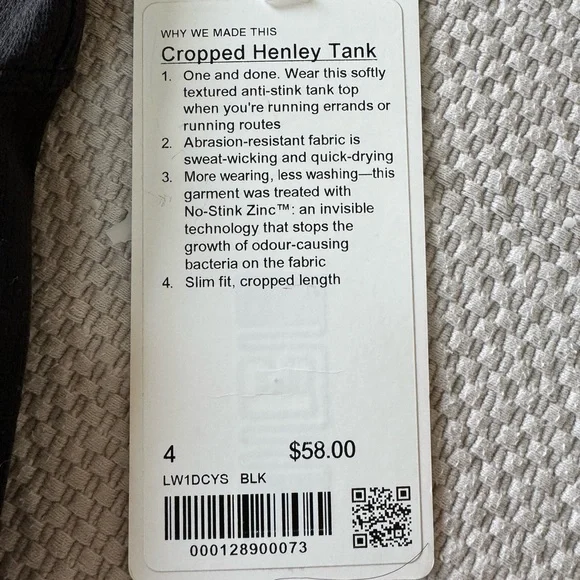 WHY WE MADE THIS
Cropped Henley Tank
1. One and done. Wear this softly
textured anti-stink tank top
when you're running errands or
running routes
2. Abrasion-resistant fabric is
sweat-wicking and quick-drying
3. More wearing, less washing—this
garment was treated with
No-Stink Zinc™: an invisible
technology that stops the
growth of odour-causing
bacteria on the fabric
4. Slim fit, cropped length
4 $58.00
LW1DCYS BLK
000128900073